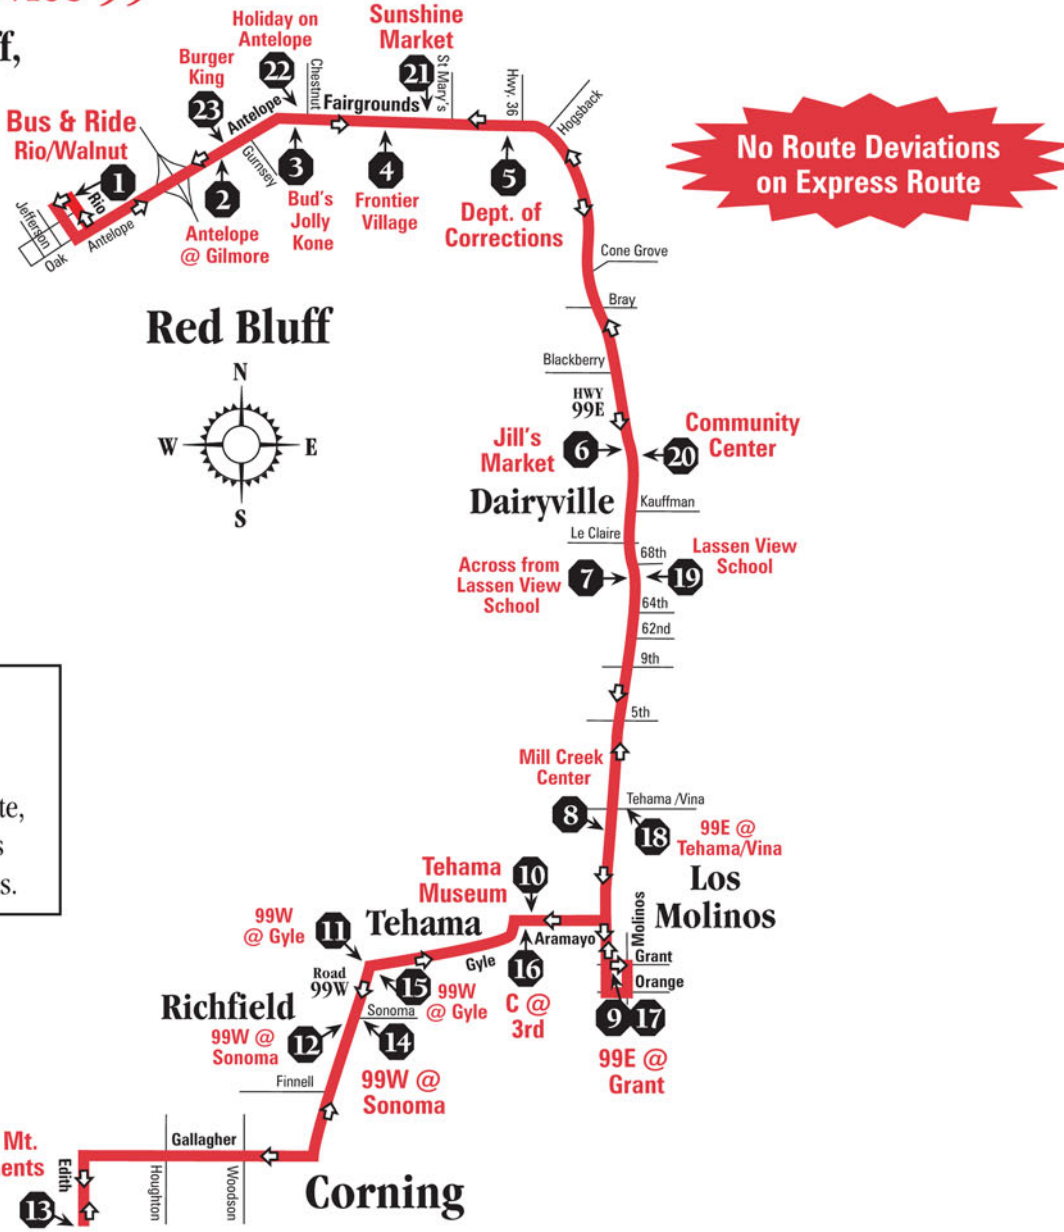 Holiday on
Antelope
22
Sunshine
Market
21
Burger
King
23
Bus & Ride
Rio/Walnut
1
Rio
Jefferson
Oak
Antelope
Antelope
Gurnsey
Chestnut
Fairgrounds
St Mary's
Hwy. 36
Hogsback
2
Antelope
@ Gilmore
3
Bud's
Jolly
Kone
4
Frontier
Village
5
Dept. of
Corrections
No Route Deviations
on Express Route
Red Bluff
N
W
E
S
Cone Grove
Bray
Blackberry
HWY
99E
Jill's
Market
6
20
Community
Center
Dairyville
Kauffman
Le Claire
68th
Across from
Lassen View
School
7
19
Lassen View
School
64th
62nd
9th
5th
Mill Creek
Center
8
Tehama /Vina
18
99E @
Tehama/Vina
Los
Molinos
Tehama
Museum
10
Tehama
Aramayo
Molinos
Grant
Orange
9
17
99E @
Grant
16
C @
3rd
Gyle
99W
@ Gyle
11
Road
99W
15
99W
@ Gyle
Richfield
Sonoma
99W @
Sonoma
12
14
99W @
Sonoma
Finnell
Gallagher
Houghton
Woodson
Edith
Mt.
13
Corning